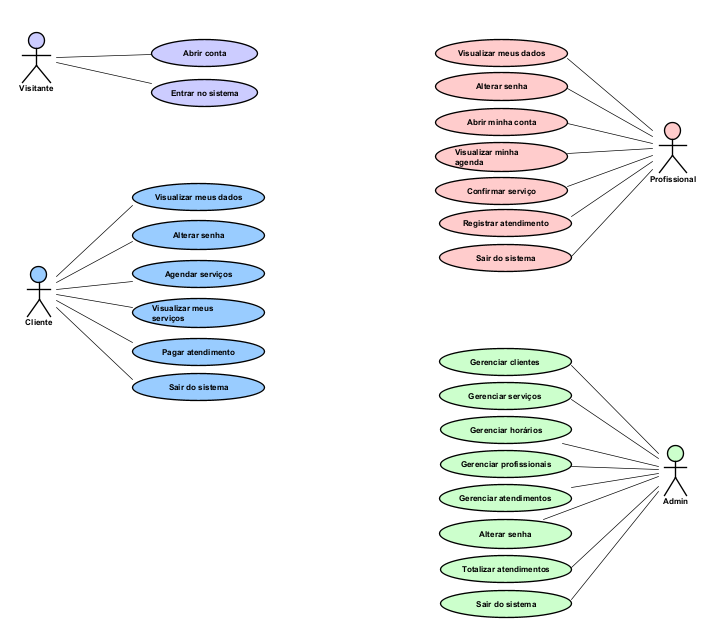 Abrir conta
Entrar no sistema
Visitante
Visualizar meus dados
Alterar senha
Agendar serviços
Visualizar meus
serviços
Pagar atendimento
Sair do sistema
Cliente
Visualizar meus dados
Alterar senha
Abrir minha conta
Visualizar minha
agenda
Confirmar serviço
Registrar atendimento
Sair do sistema
Profissional
Gerenciar clientes
Gerenciar serviços
Gerenciar horários
Gerenciar profissionais
Gerenciar atendimentos
Alterar senha
Totalizar atendimentos
Sair do sistema
Admin